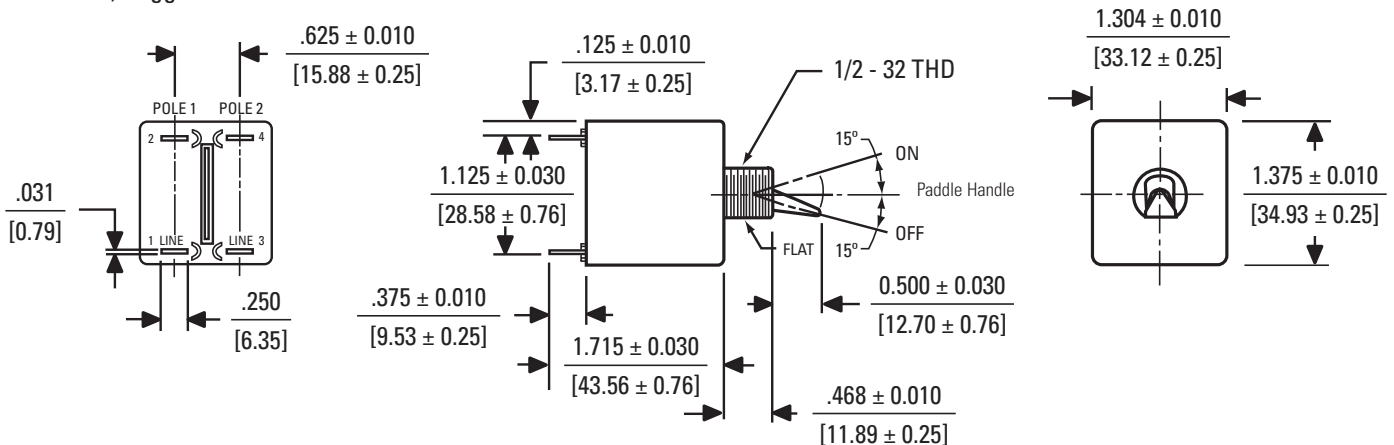 .625 ± 0.010
[15.88 ± 0.25]
POLE 1 POLE 2
2 4
1 LINE LINE 3
.031
[0.79]
.250
[6.35]
.125 ± 0.010
[3.17 ± 0.25]
1/2 - 32 THD
1.125 ± 0.030
[28.58 ± 0.76]
15º
ON
Paddle Handle
OFF
15º
FLAT
.375 ± 0.010
[9.53 ± 0.25]
1.715 ± 0.030
[43.56 ± 0.76]
0.500 ± 0.030
[12.70 ± 0.76]
.468 ± 0.010
[11.89 ± 0.25]
1.304 ± 0.010
[33.12 ± 0.25]
1.375 ± 0.010
[34.93 ± 0.25]